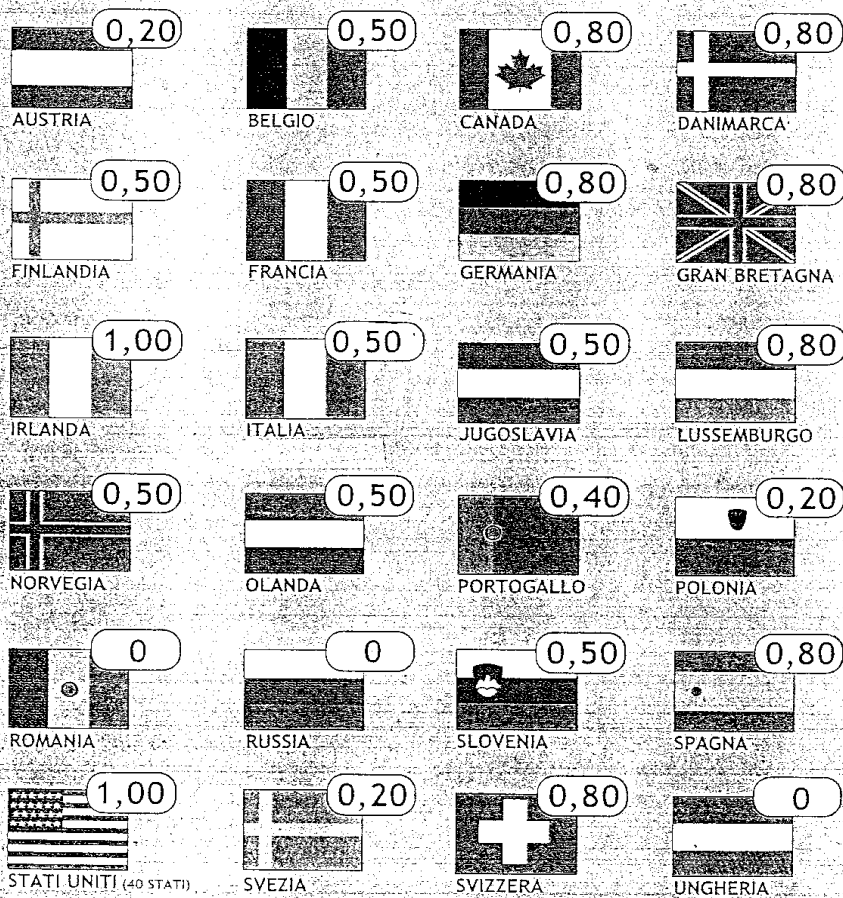 0,20 0,50 0,80 0,80
AUSTRIA BELGIO CANADA DANIMARCA
0,50 0,50 0,80 0,80
FINLANDIA FRANCIA GERMANIA GRAN BRETAGNA
1,00 0,50 0,50 0,80
IRLANDA ITALIA JUGOSLAVIA LUSSEMBURGO
0,50 0,50 0,40 0,20
NORVEGIA OLANDA PORTOGALLO POLONIA
0 0 0,50 0,80
ROMANIA RUSSIA SLOVENIA SPAGNA
1,00 0,20 0,80 0
STATI UNITI (40 STATI) SVEZIA SVIZZERA UNGHERIA